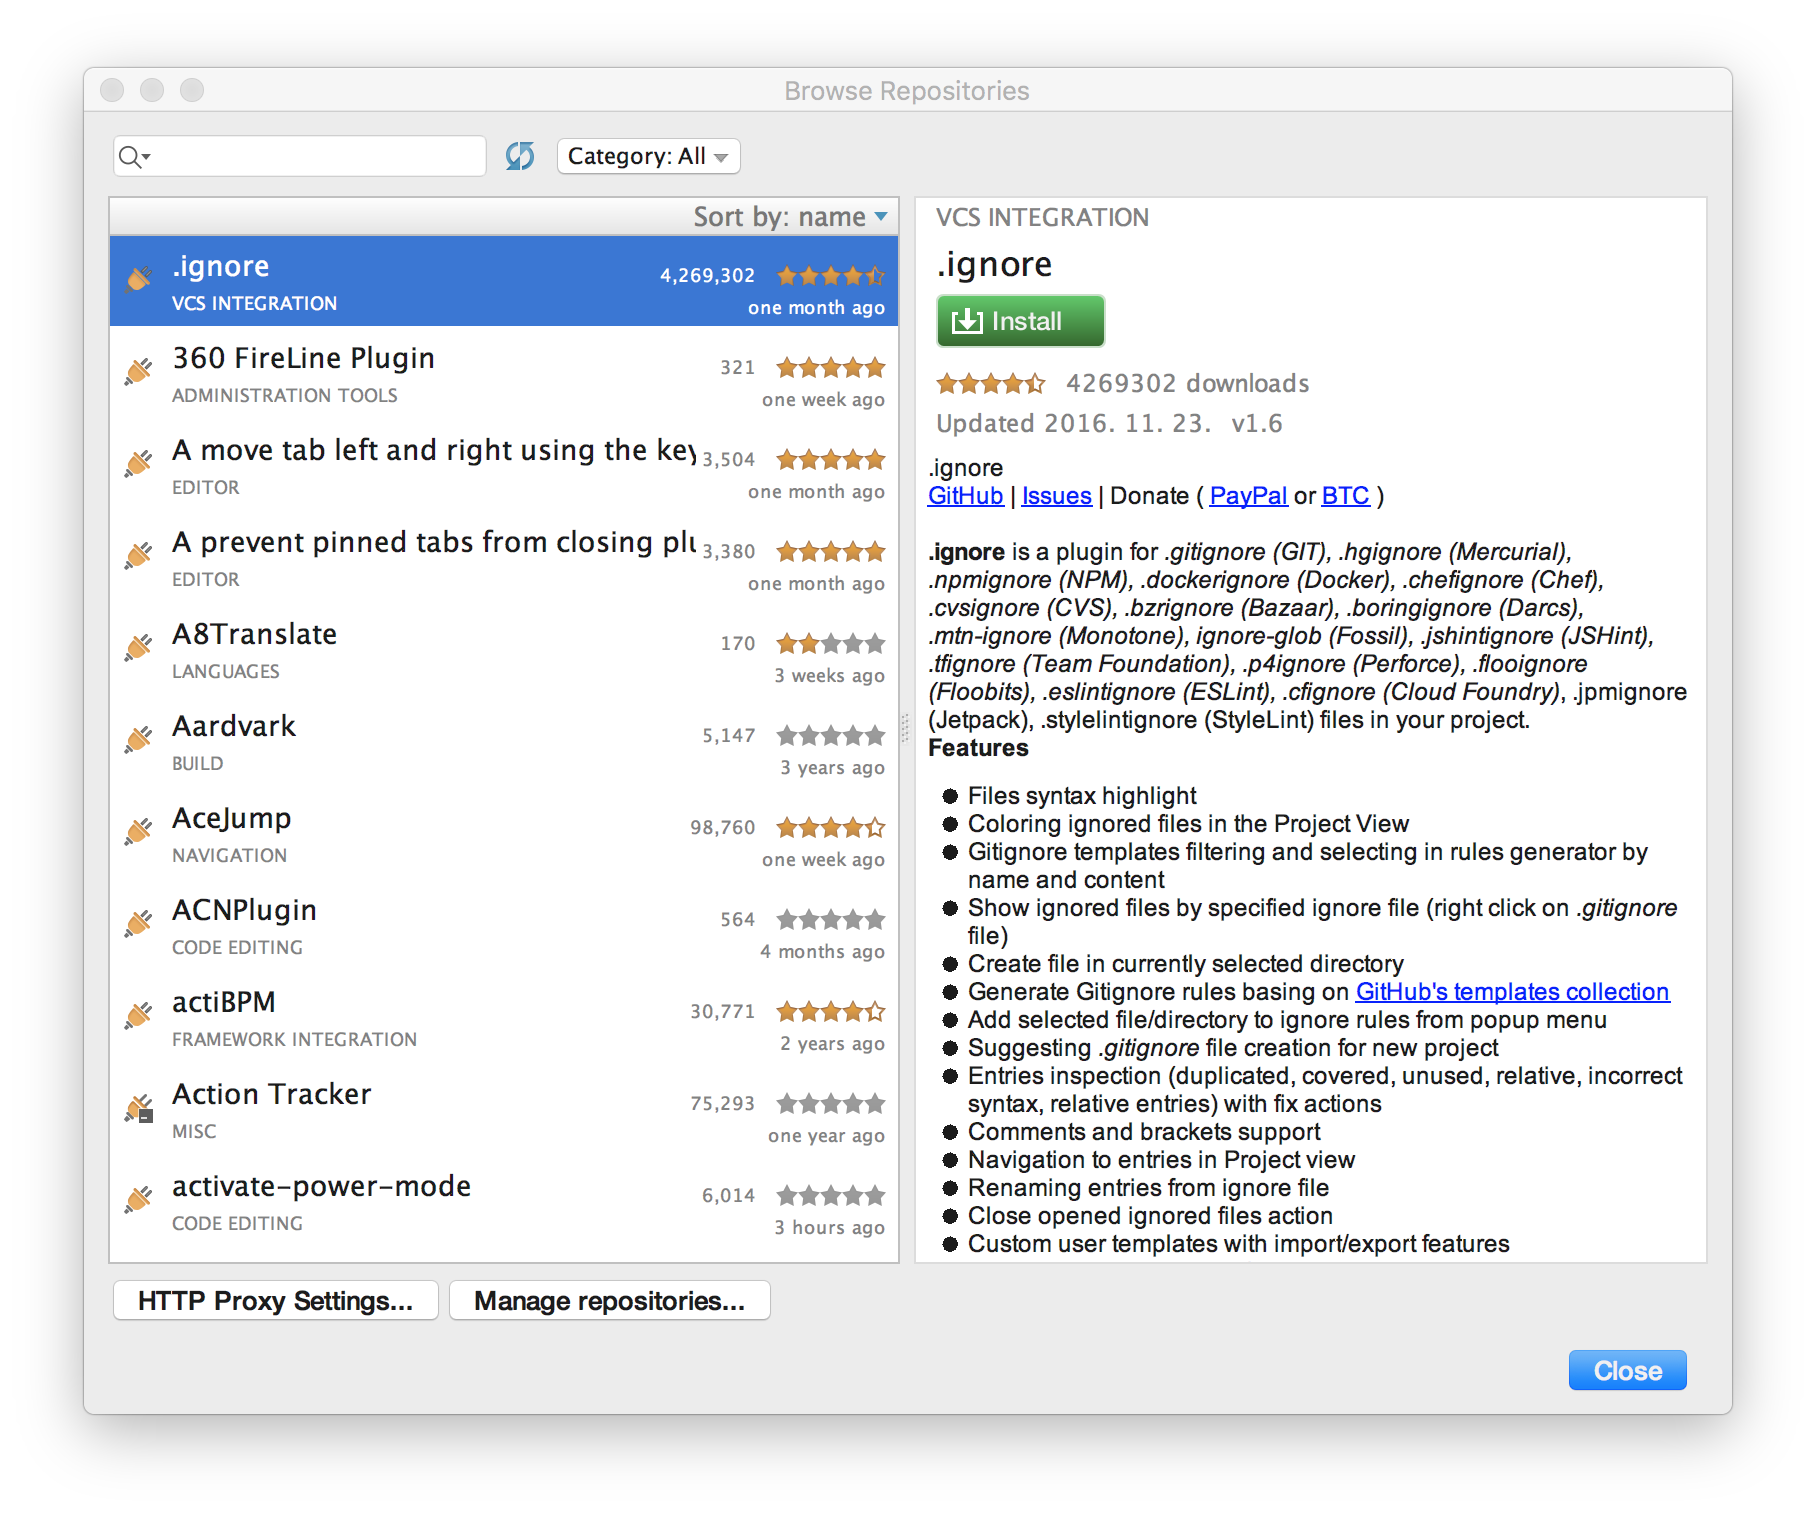 Browse Repositories
Category: All
Sort by: name
.ignore 4,269,302
VCS INTEGRATION one month ago
360 FireLine Plugin 321
ADMINISTRATION TOOLS one week ago
A move tab left and right using the key 3,504
EDITOR one month ago
A prevent pinned tabs from closing plu 3,380
EDITOR one month ago
A8Translate 170
LANGUAGES 3 weeks ago
Aardvark 5,147
BUILD 3 years ago
AceJump 98,760
NAVIGATION one week ago
ACNPlugin 564
CODE EDITING 4 months ago
actiBPM 30,771
FRAMEWORK INTEGRATION 2 years ago
Action Tracker 75,293
MISC one year ago
activate-power-mode 6,014
CODE EDITING 3 hours ago
VCS INTEGRATION
.ignore
Install
4269302 downloads
Updated 2016. 11. 23. v1.6
.ignore
GitHub | Issues | Donate ( PayPal or BTC )
.ignore is a plugin for .gitignore (GIT), .hgignore (Mercurial),
.npmignore (NPM), .dockerignore (Docker), .chefignore (Chef),
.cvsignore (CVS), .bzrignore (Bazaar), .boringignore (Darcs),
.mtn-ignore (Monotone), ignore-glob (Fossil), .jshintignore (JSHint),
.tfignore (Team Foundation), .p4ignore (Perforce), .flooignore
(Floobits), .eslintignore (ESLint), .cfignore (Cloud Foundry), .jpmignore
(Jetpack), .stylelintignore (StyleLint) files in your project.
Features
● Files syntax highlight
● Coloring ignored files in the Project View
● Gitignore templates filtering and selecting in rules generator by
name and content
● Show ignored files by specified ignore file (right click on .gitignore
file)
● Create file in currently selected directory
● Generate Gitignore rules basing on GitHub's templates collection
● Add selected file/directory to ignore rules from popup menu
● Suggesting .gitignore file creation for new project
● Entries inspection (duplicated, covered, unused, relative, incorrect
syntax, relative entries) with fix actions
● Comments and brackets support
● Navigation to entries in Project view
● Renaming entries from ignore file
● Close opened ignored files action
● Custom user templates with import/export features
HTTP Proxy Settings...
Manage repositories...
Close